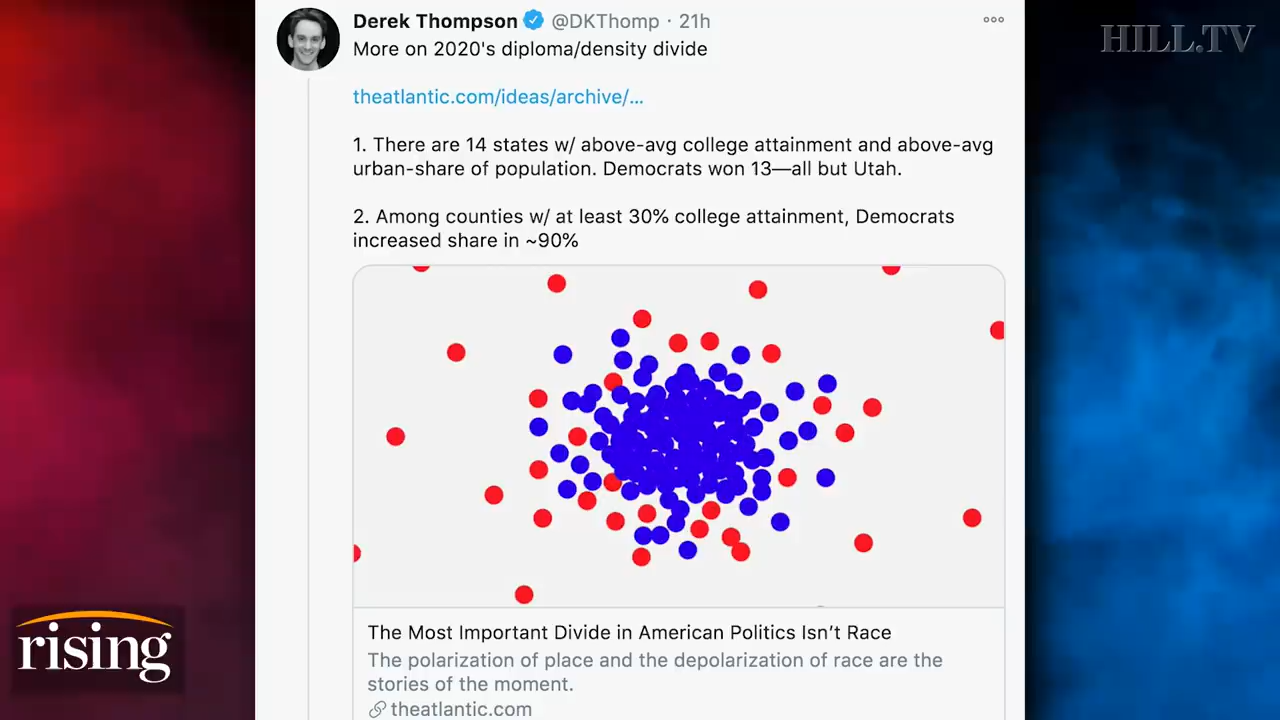 Derek Thompson @DKThomp · 21h
HILL.TV
More on 2020's diploma/density divide
theatlantic.com/ideas/archive/...
1. There are 14 states w/ above-avg college attainment and above-avg
urban-share of population. Democrats won 13—all but Utah.
2. Among counties w/ at least 30% college attainment, Democrats
increased share in ~90%
The Most Important Divide in American Politics Isn't Race
The polarization of place and the depolarization of race are the
stories of the moment.
theatlantic.com
rising